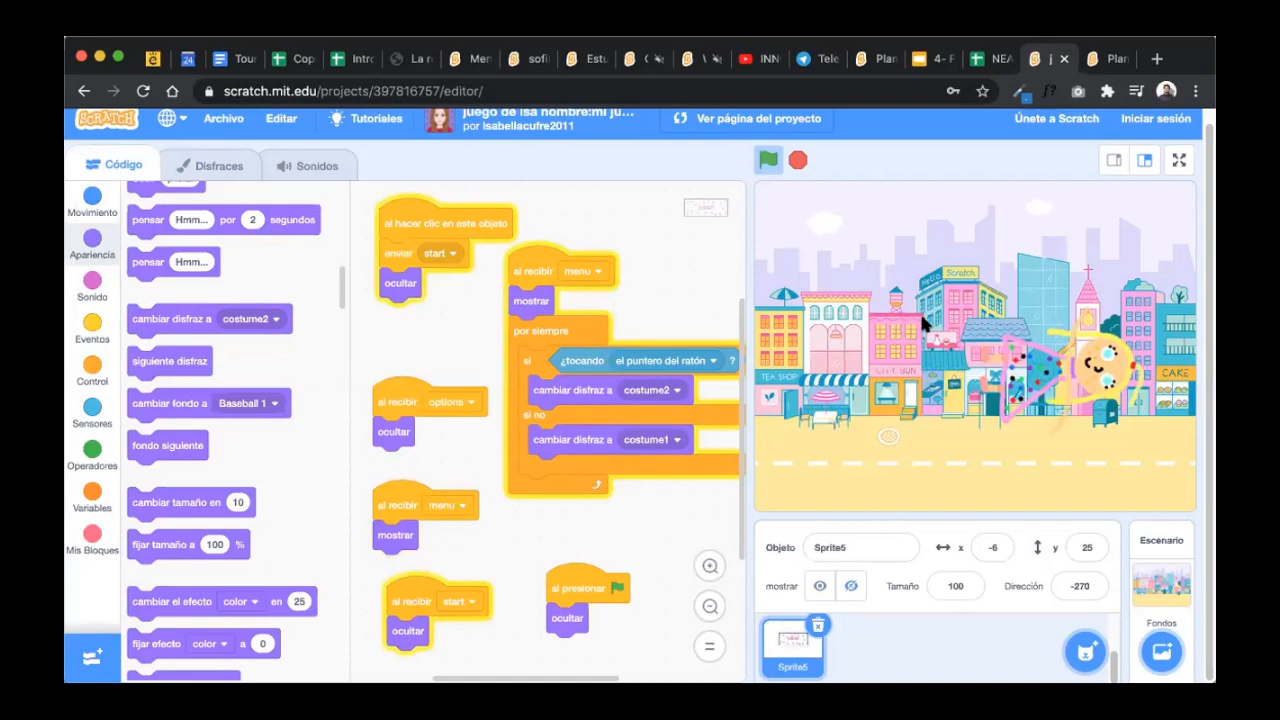 24
Tour
Cop
Intro
La r
Mer
sofi
Estu
INN
Tele
Plan
4- F
NEA
j
Plan
scratch.mit.edu/projects/397816757/editor/
SCRATCH
Archivo
Editar
Tutoriales
juego de isa nombre:mi ju...
por isabellacufre2011
Ver página del proyecto
Únete a Scratch
Iniciar sesión
Código
Disfraces
Sonidos
Movimiento
Apariencia
Sonido
Eventos
Control
Sensores
Operadores
Variables
Mis Bloques
pensar Hmm... por 2 segundos
pensar Hmm...
cambiar disfraz a costume2
siguiente disfraz
cambiar fondo a Baseball 1
fondo siguiente
cambiar tamaño en 10
fijar tamaño a 100 %
cambiar el efecto color en 25
fijar efecto color a 0
al hacer clic en este objeto
enviar start
ocultar
al recibir options
ocultar
al recibir menu
mostrar
al recibir start
ocultar
al recibir menu
mostrar
por siempre
si ¿tocando el puntero del ratón ?
cambiar disfraz a costume2
si no
cambiar disfraz a costume1
al presionar
ocultar
HELLO Scratch
TEA SHOP
CAKE
Objeto Sprite5 x -6 y 25
mostrar Tamaño 100 Dirección -270
Sprite5
Escenario
Fondos